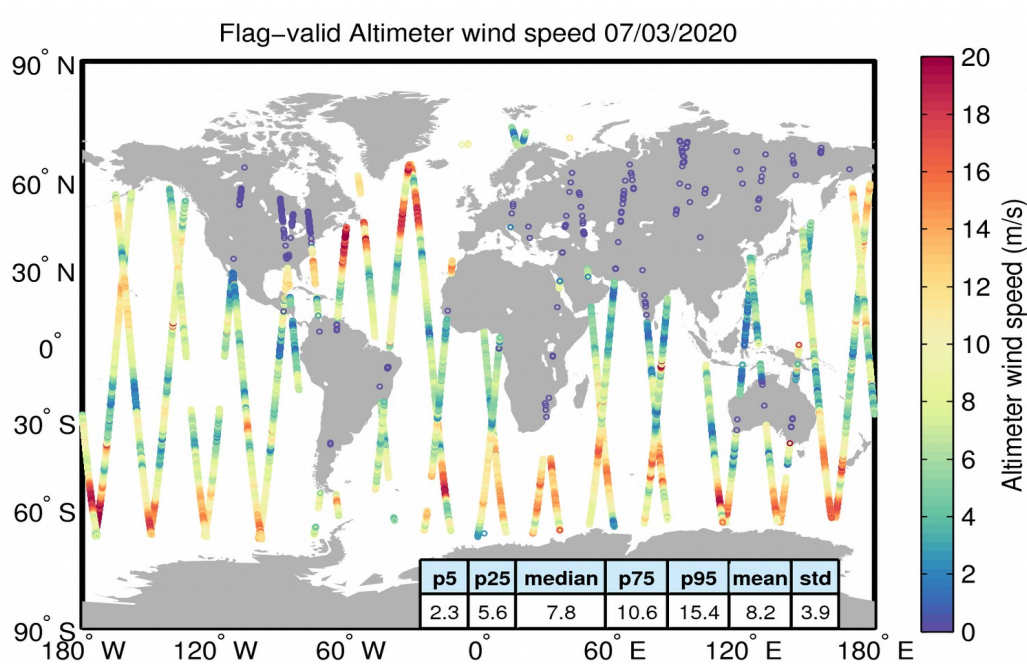 Flag−valid Altimeter wind speed 07/03/2020
90° N
60° N
30° N
0°
30° S
60° S
90° S
180° W 120° W 60° W 0° 60° E 120° E 180° E
p5 p25 median p75 p95 mean std
2.3 5.6 7.8 10.6 15.4 8.2 3.9
20
18
16
14
12
10
8
6
4
2
0
Altimeter wind speed (m/s)